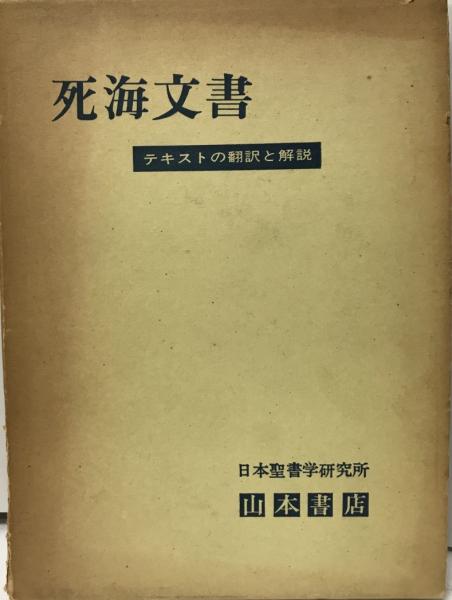 死海文書
テキストの翻訳と解説
日本聖書学研究所
山本書店